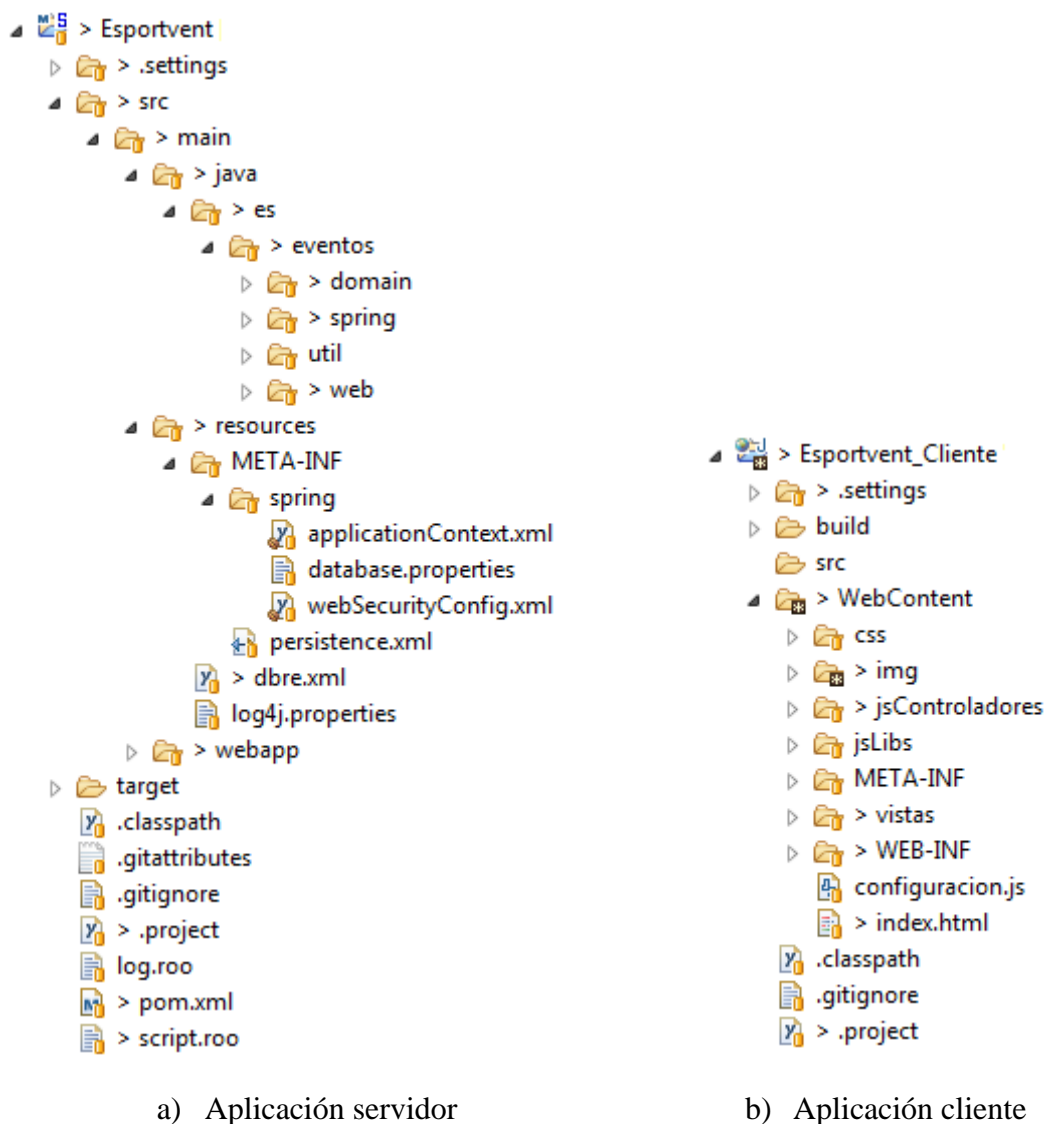 > Esportvent
> .settings
> src
> main
> java
> es
> eventos
> domain
> spring
util
> web
> resources
META-INF
spring
applicationContext.xml
database.properties
webSecurityConfig.xml
persistence.xml
> dbre.xml
log4j.properties
> webapp
target
.classpath
.gitattributes
.gitignore
> .project
log.roo
> pom.xml
> script.roo
a) Aplicación servidor
> Esportvent_Cliente
> .settings
build
src
> WebContent
css
> img
> jsControladores
jsLibs
META-INF
> vistas
> WEB-INF
configuracion.js
> index.html
.classpath
.gitignore
> .project
b) Aplicación cliente